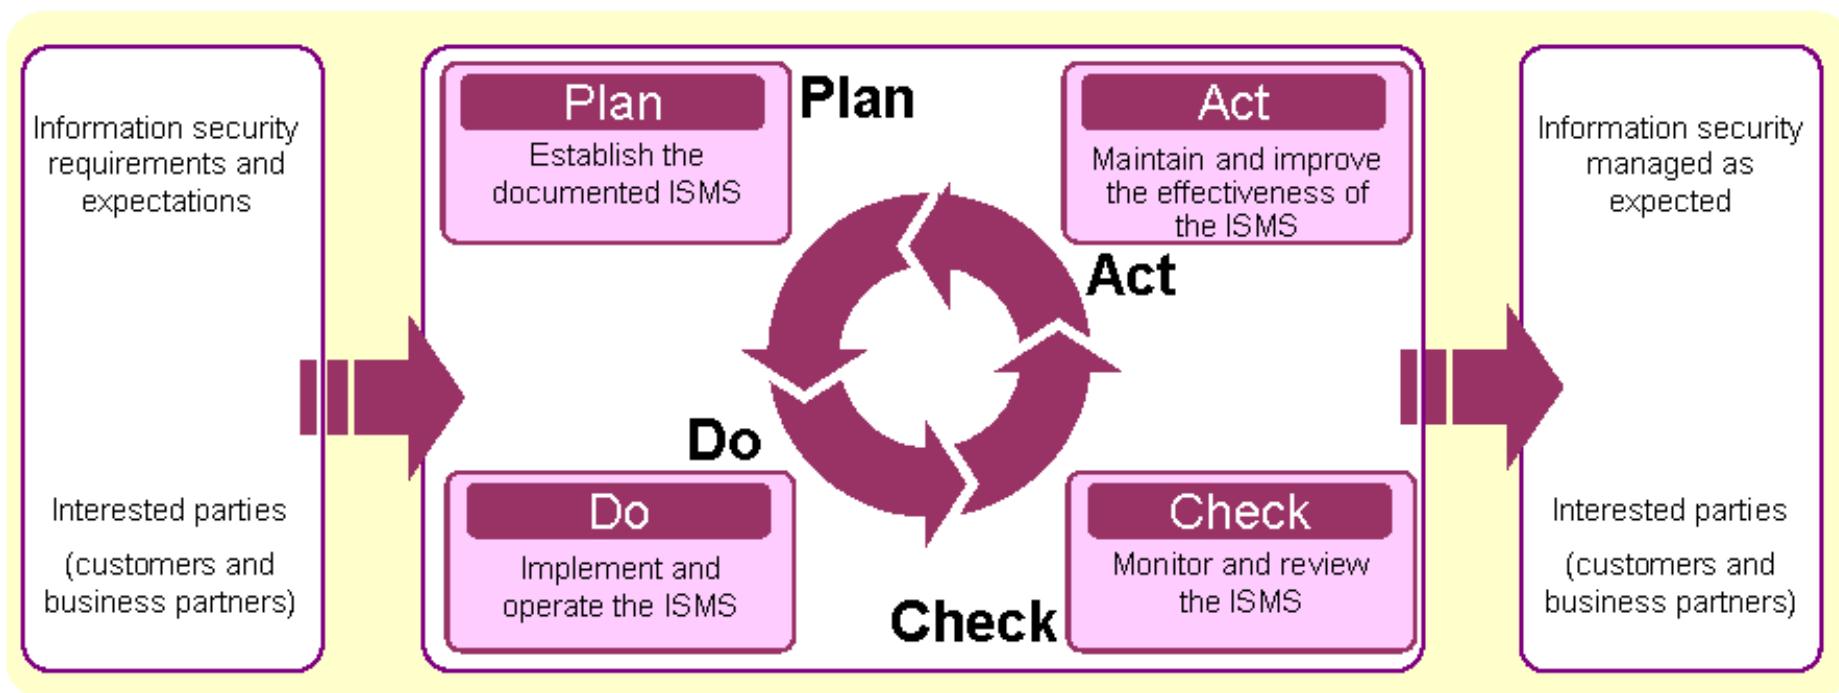 Information security
requirements and
expectations
Interested parties
(customers and
business partners)
Plan
Establish the
documented ISMS
Plan
Act
Maintain and improve
the effectiveness of
the ISMS
Act
Do
Do
Implement and
operate the ISMS
Check
Check
Monitor and review
the ISMS
Information security
managed as
expected
Interested parties
(customers and
business partners)